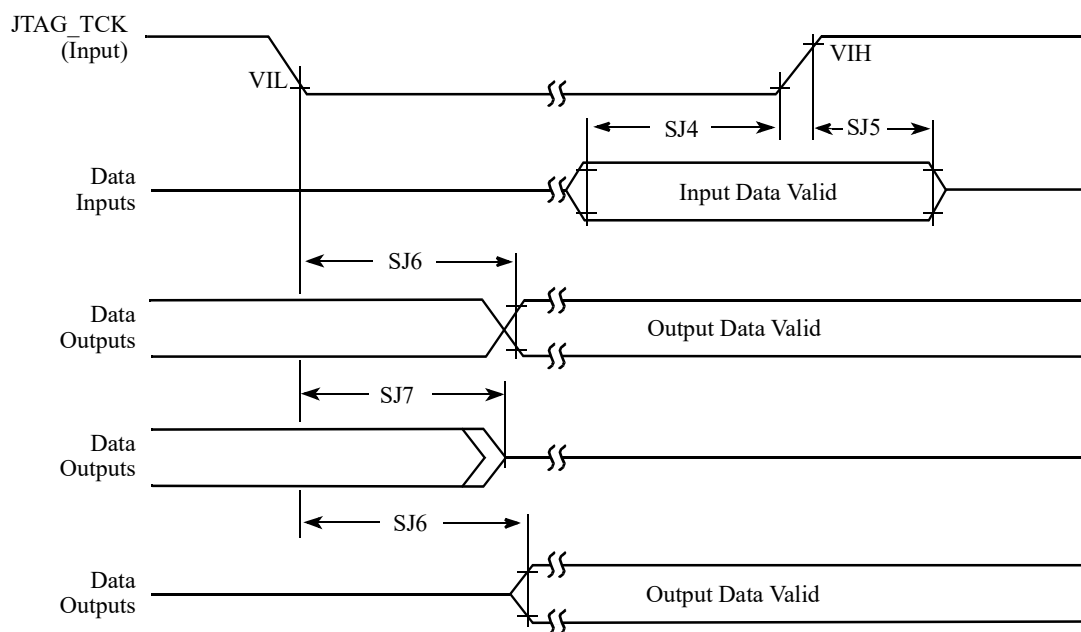 JTAG_TCK
(Input)
VIL
VIH
SJ4
SJ5
Data
Inputs
Input Data Valid
SJ6
Data
Outputs
Output Data Valid
SJ7
Data
Outputs
SJ6
Data
Outputs
Output Data Valid